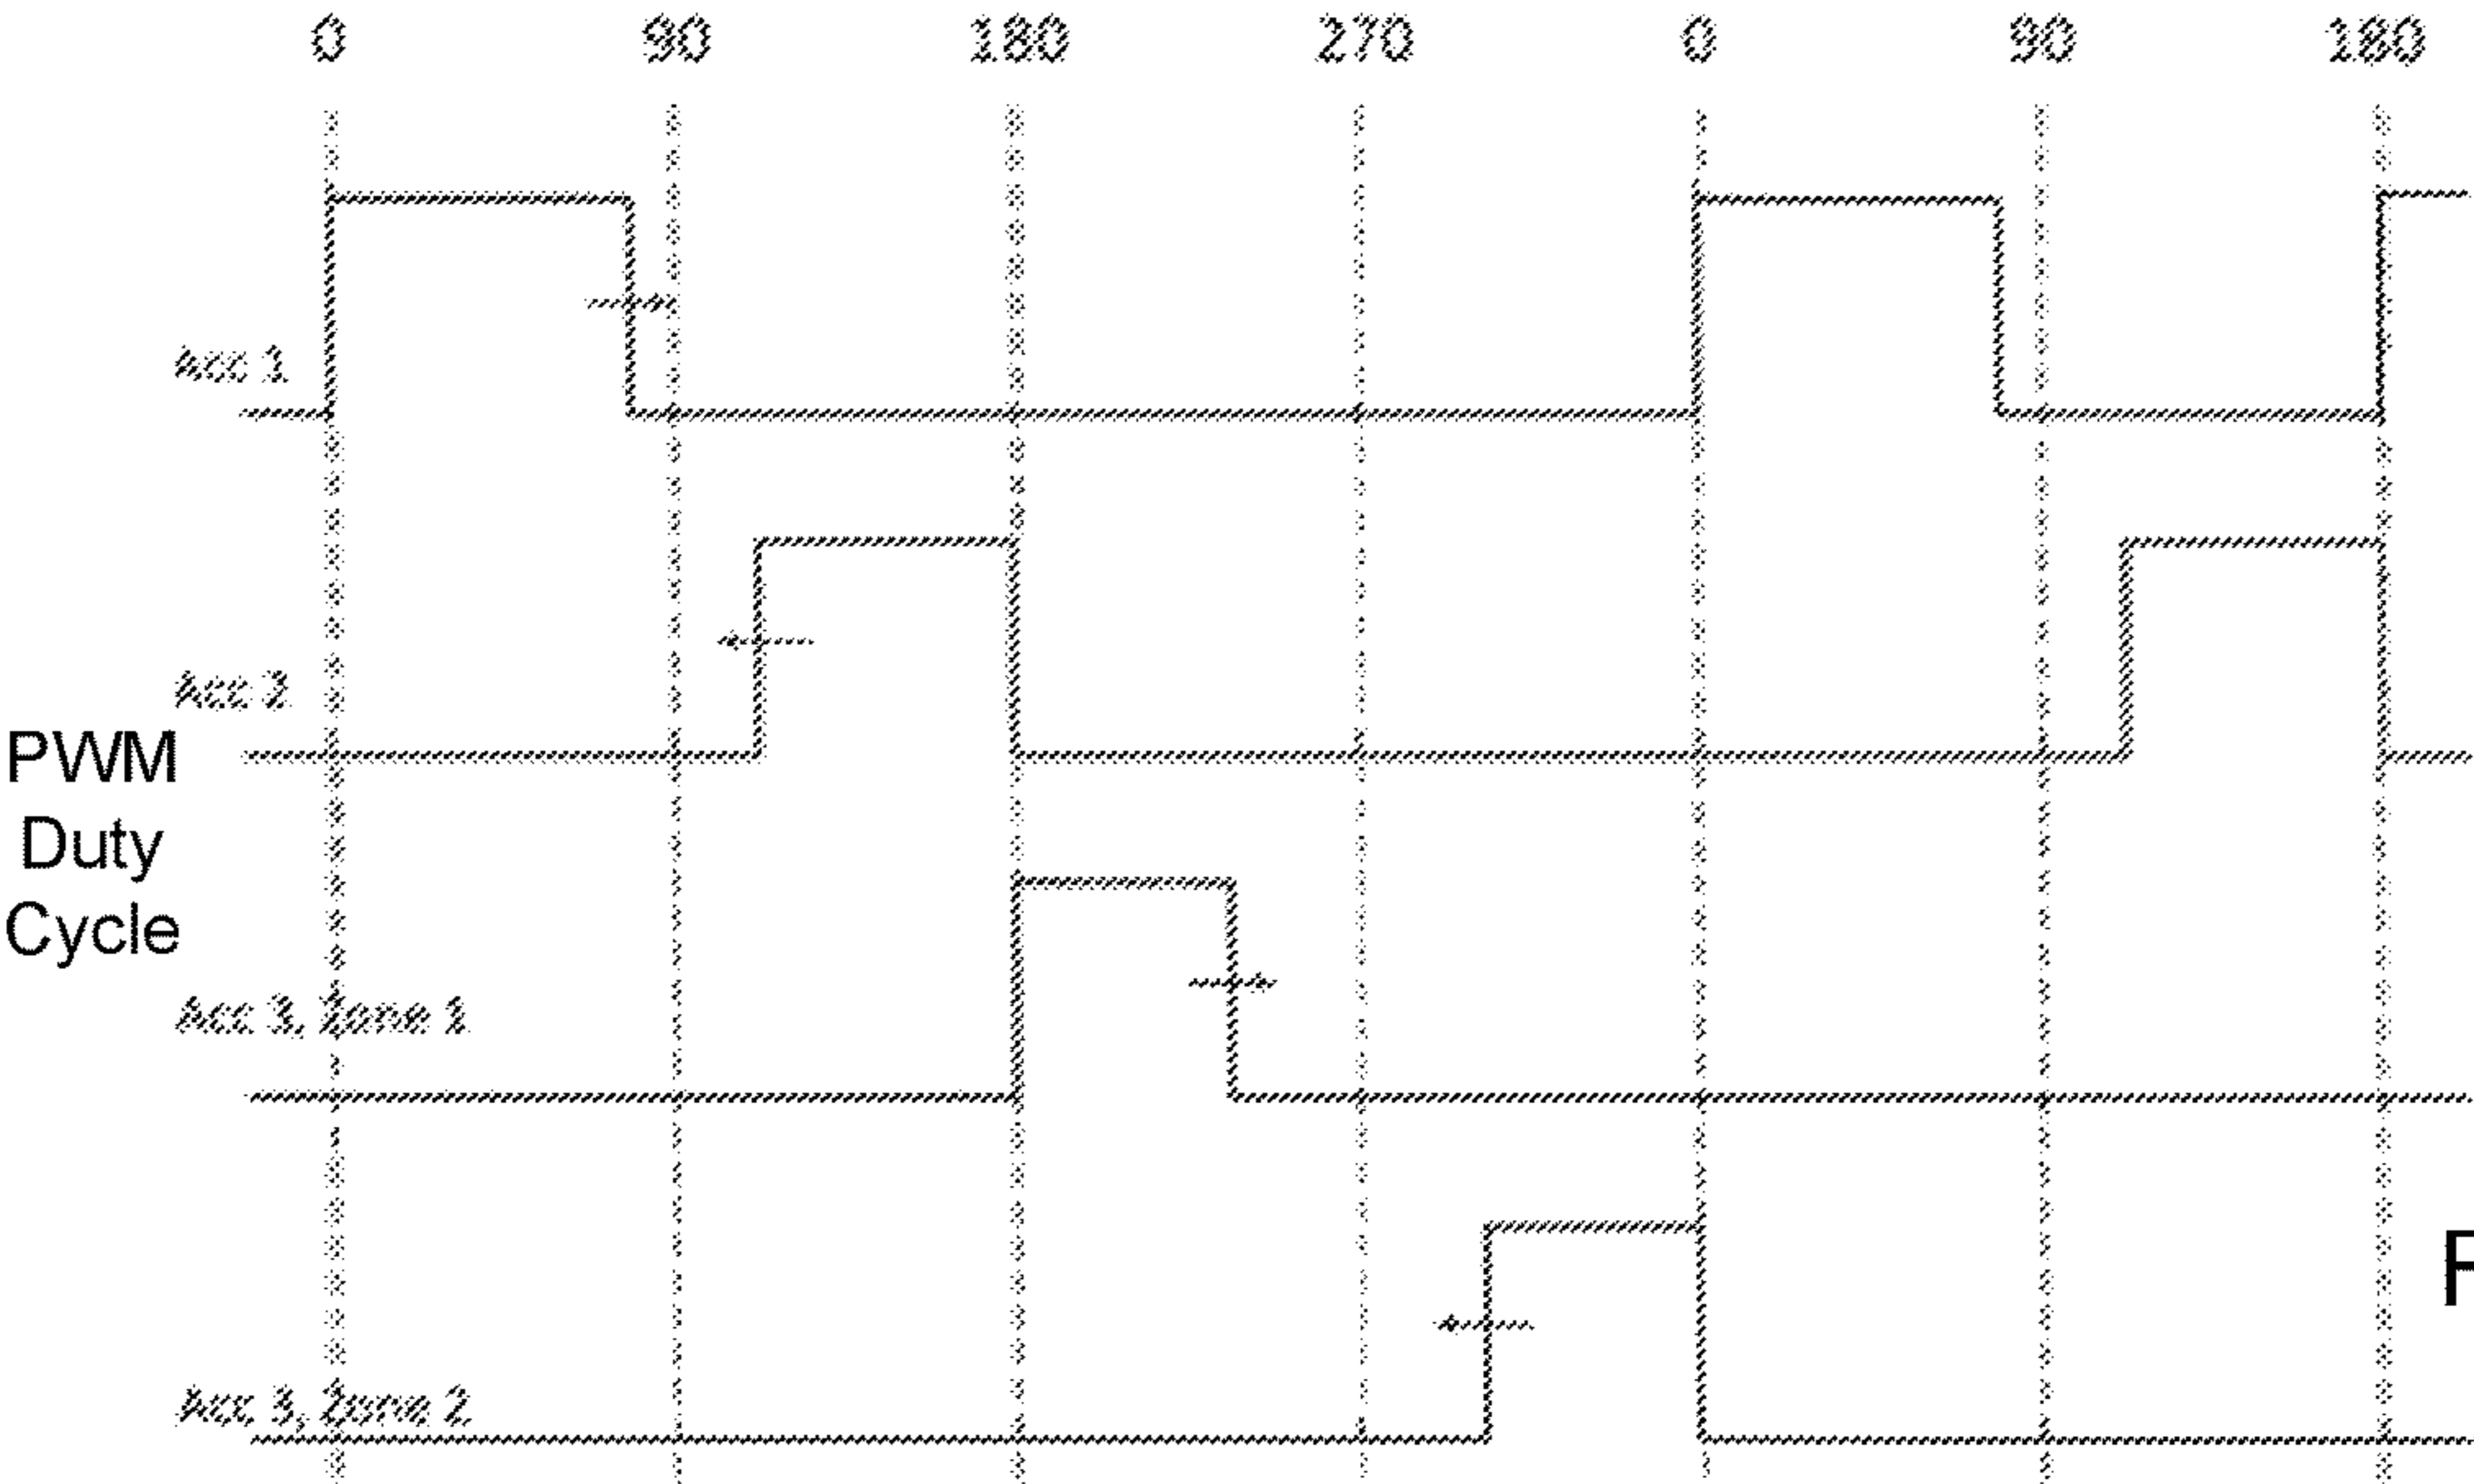 0 90 180 270 0 90 180
Acc 1
Acc 2
PWM
Duty
Cycle
Acc 3, Zone 1
Acc 3, Zone 2